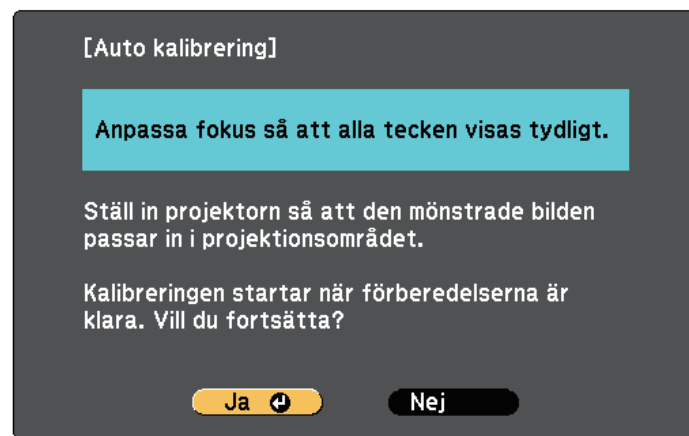 [Auto kalibrering]
Anpassa fokus så att alla tecken visas tydligt.
Ställ in projektorn så att den mönstrade bilden
passar in i projektionsområdet.
Kalibreringen startar när förberedelserna är
klara. Vill du fortsätta?
Ja
Nej